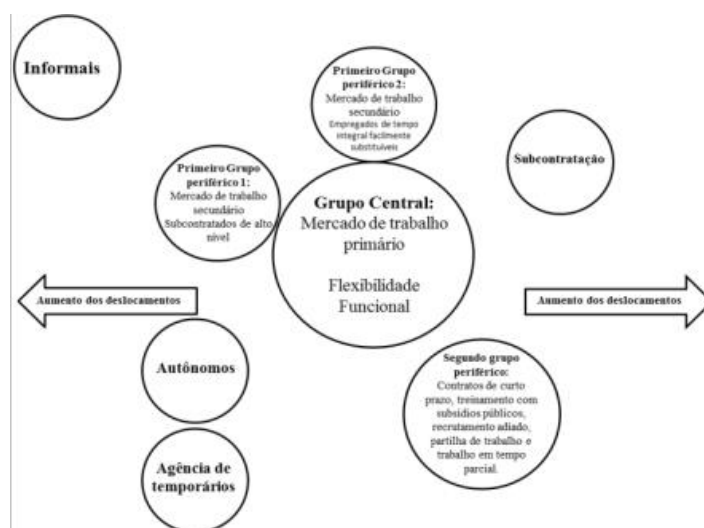 Informais
Primeiro Grupo
periférico 2:
Mercado de trabalho
secundário
Empregados de tempo
integral facilmente
substituíveis
Subcontratação
Primeiro Grupo
periférico 1:
Mercado de trabalho
secundário
Subcontratados de alto
nível
Grupo Central:
Mercado de trabalho
primário
Flexibilidade
Funcional
Aumento dos deslocamentos
Aumento dos deslocamentos
Autônomos
Segundo grupo
periférico:
Contratos de curto
prazo, treinamento com
subsídios públicos,
recrutamento adiado,
partilha de trabalho e
trabalho em tempo
parcial.
Agência de
temporários